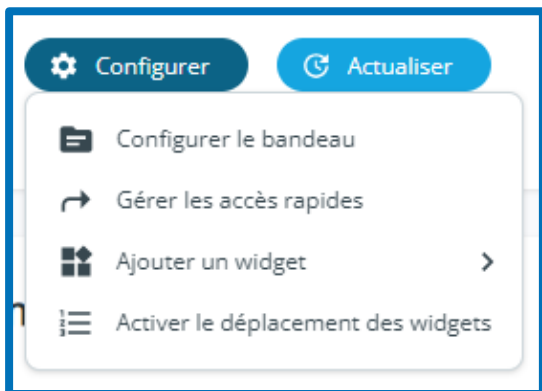 Configurer
Actualiser
Configurer le bandeau
Gérer les accès rapides
Ajouter un widget
Activer le déplacement des widgets